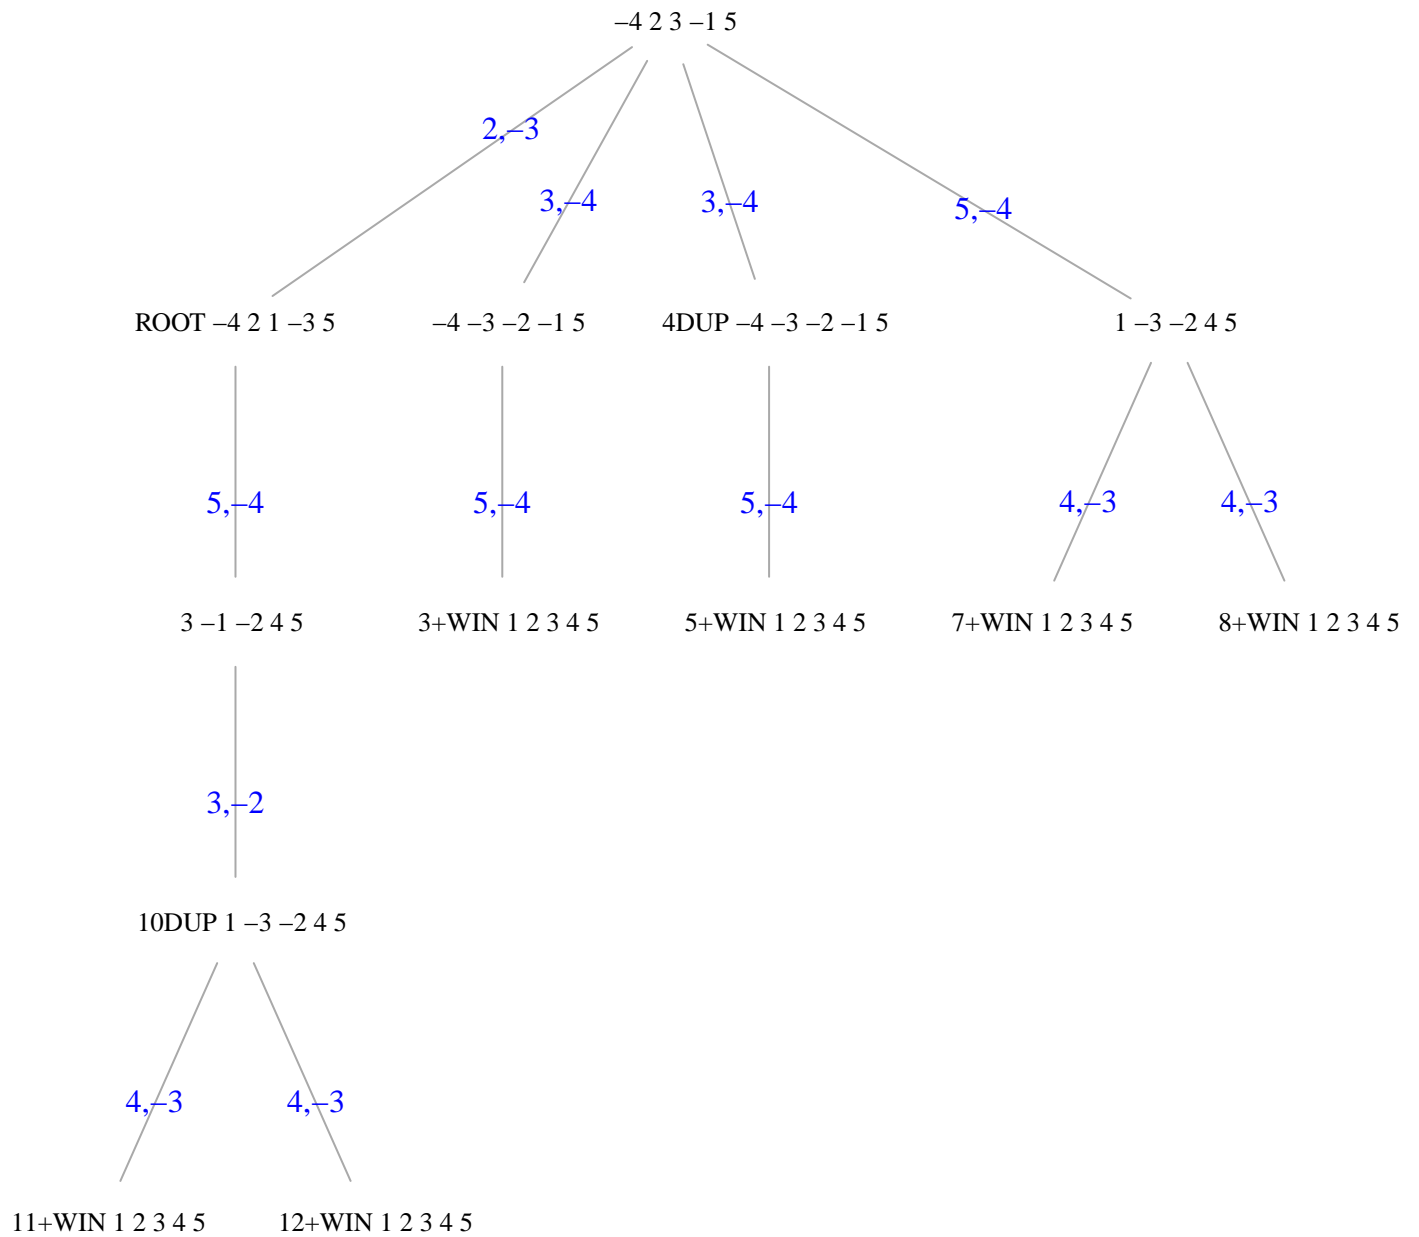 –4 2 3 –1 5
2,–3
3,–4
3,–4
5,–4
ROOT –4 2 1 –3 5
–4 –3 –2 –1 5
4DUP –4 –3 –2 –1 5
1 –3 –2 4 5
5,–4
5,–4
5,–4
4,–3
4,–3
3 –1 –2 4 5
3+WIN 1 2 3 4 5
5+WIN 1 2 3 4 5
7+WIN 1 2 3 4 5
8+WIN 1 2 3 4 5
3,–2
10DUP 1 –3 –2 4 5
4,–3
4,–3
11+WIN 1 2 3 4 5
12+WIN 1 2 3 4 5